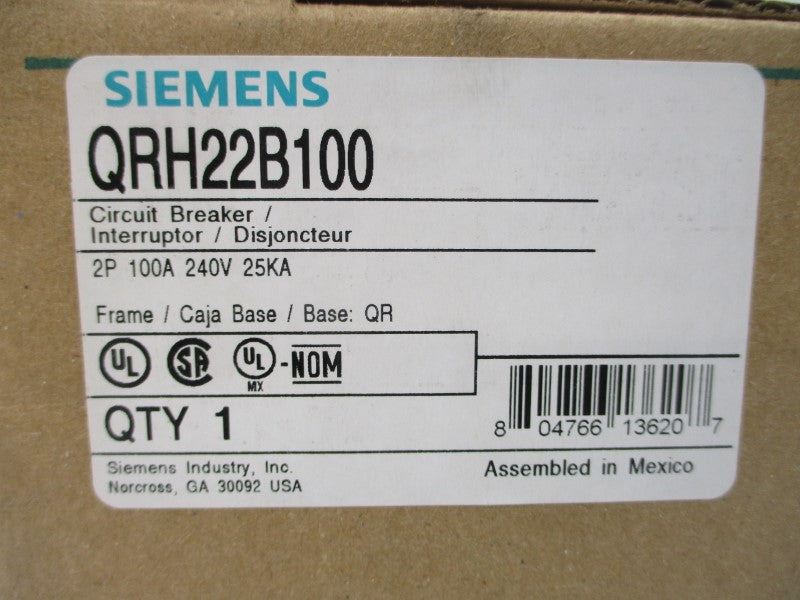 SIEMENS
QRH22B100
Circuit Breaker /
Interruptor / Disjoncteur
2P 100A 240V 25KA
Frame / Caja Base / Base: QR
UL SA UL MX -NOM
QTY 1
8 04766 13620 7
Siemens Industry, Inc.
Norcross, GA 30092 USA
Assembled in Mexico